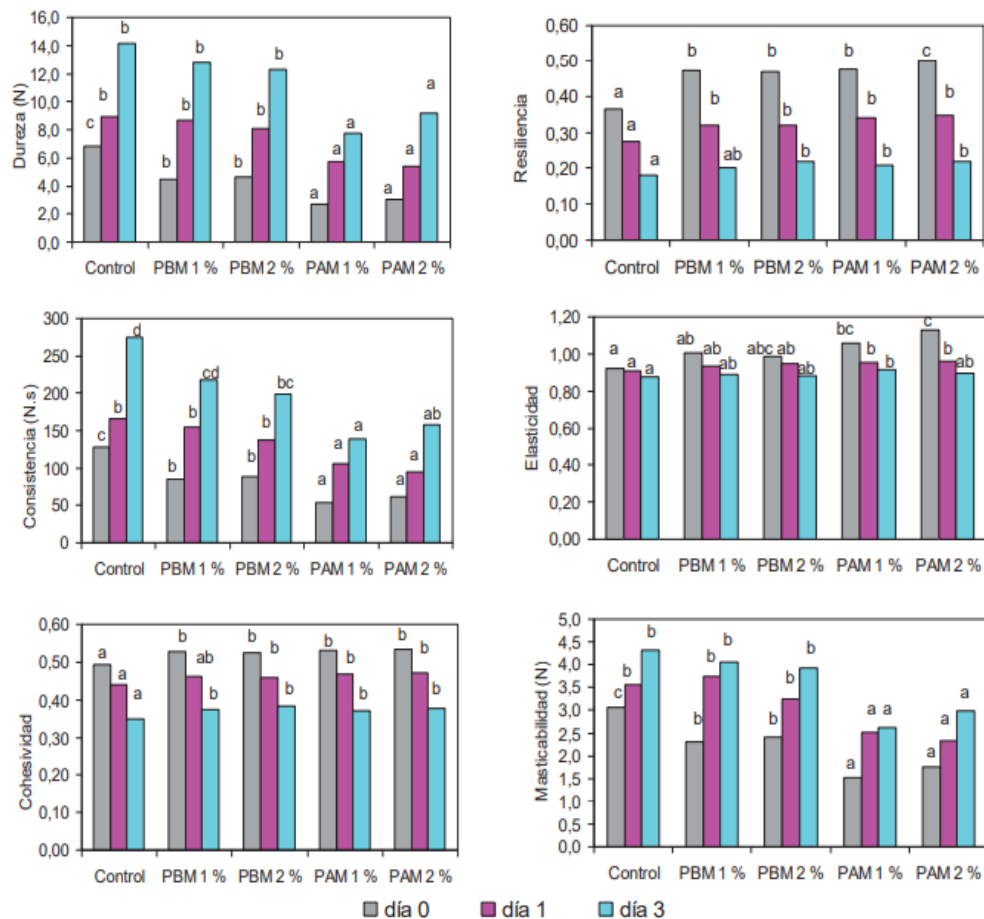 Dureza (N)
16,0
14,0
12,0
10,0
8,0
6,0
4,0
2,0
0,0
c b b
b b b
b b b
a a a
a a a
Control PBM 1 % PBM 2 % PAM 1 % PAM 2 %
Resiliencia
0,60
0,50
0,40
0,30
0,20
0,10
0,00
a a a
b b ab
b b b
b b b
c b b
Control PBM 1 % PBM 2 % PAM 1 % PAM 2 %
Consistencia (N.s)
300
250
200
150
100
50
0
c b d
b b cd
b b bc
a a a
a a ab
Control PBM 1 % PBM 2 % PAM 1 % PAM 2 %
Elasticidad
1,20
1,00
0,80
0,60
0,40
0,20
0,00
a a a
ab ab ab
abc ab ab
bc b b
c b ab
Control PBM 1 % PBM 2 % PAM 1 % PAM 2 %
Cohesividad
0,60
0,50
0,40
0,30
0,20
0,10
0,00
a a a
b ab b
b b b
b b b
b b b
Control PBM 1 % PBM 2 % PAM 1 % PAM 2 %
Masticabilidad (N)
5,0
4,5
4,0
3,5
3,0
2,5
2,0
1,5
1,0
0,5
0,0
c b b
b b b
b b b
a a a
a a a
Control PBM 1 % PBM 2 % PAM 1 % PAM 2 %
día 0 día 1 día 3